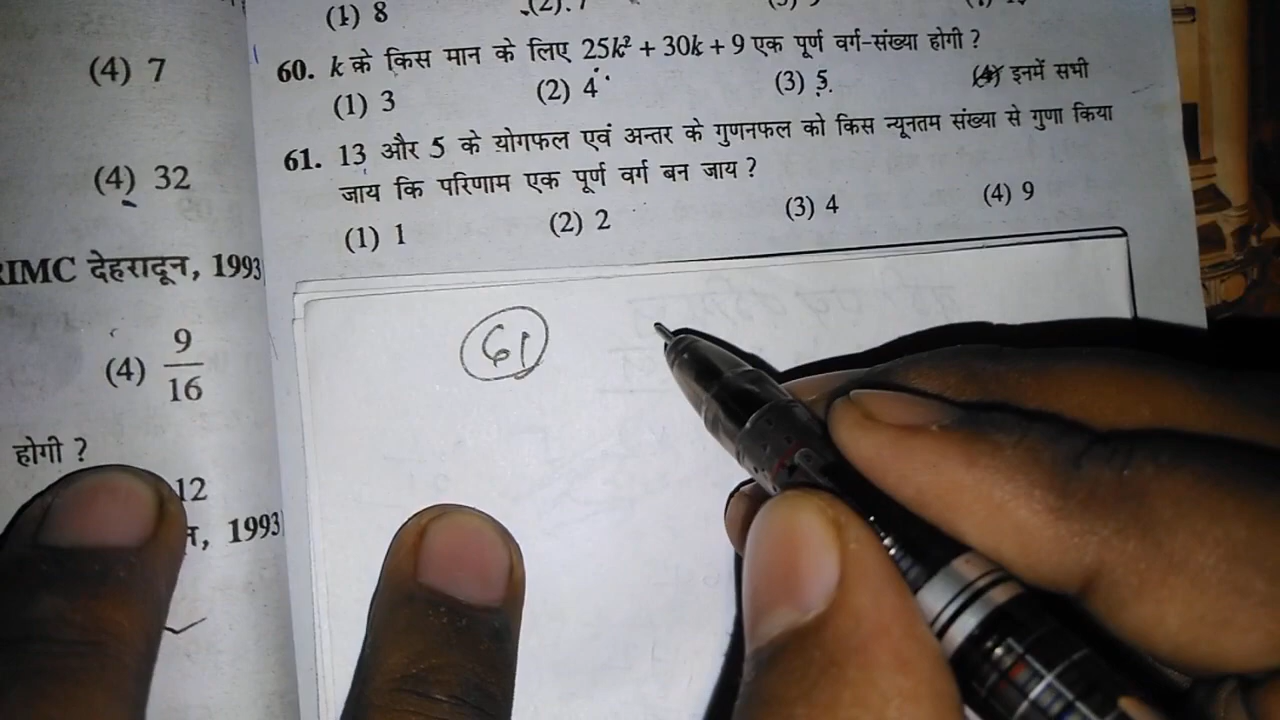 (4) 7
(4) 32
IMC देहरादून, 1993
(4) 9/16
होगी ?
12
, 1993
(1) 8
60. k के किस मान के लिए 25k² + 30k + 9 एक पूर्ण वर्ग-संख्या होगी ?
(1) 3 (2) 4 (3) 5 (4) इनमें सभी
61. 13 और 5 के योगफल एवं अन्तर के गुणनफल को किस न्यूनतम संख्या से गुणा किया
जाय कि परिणाम एक पूर्ण वर्ग बन जाय ?
(1) 1 (2) 2 (3) 4 (4) 9
61